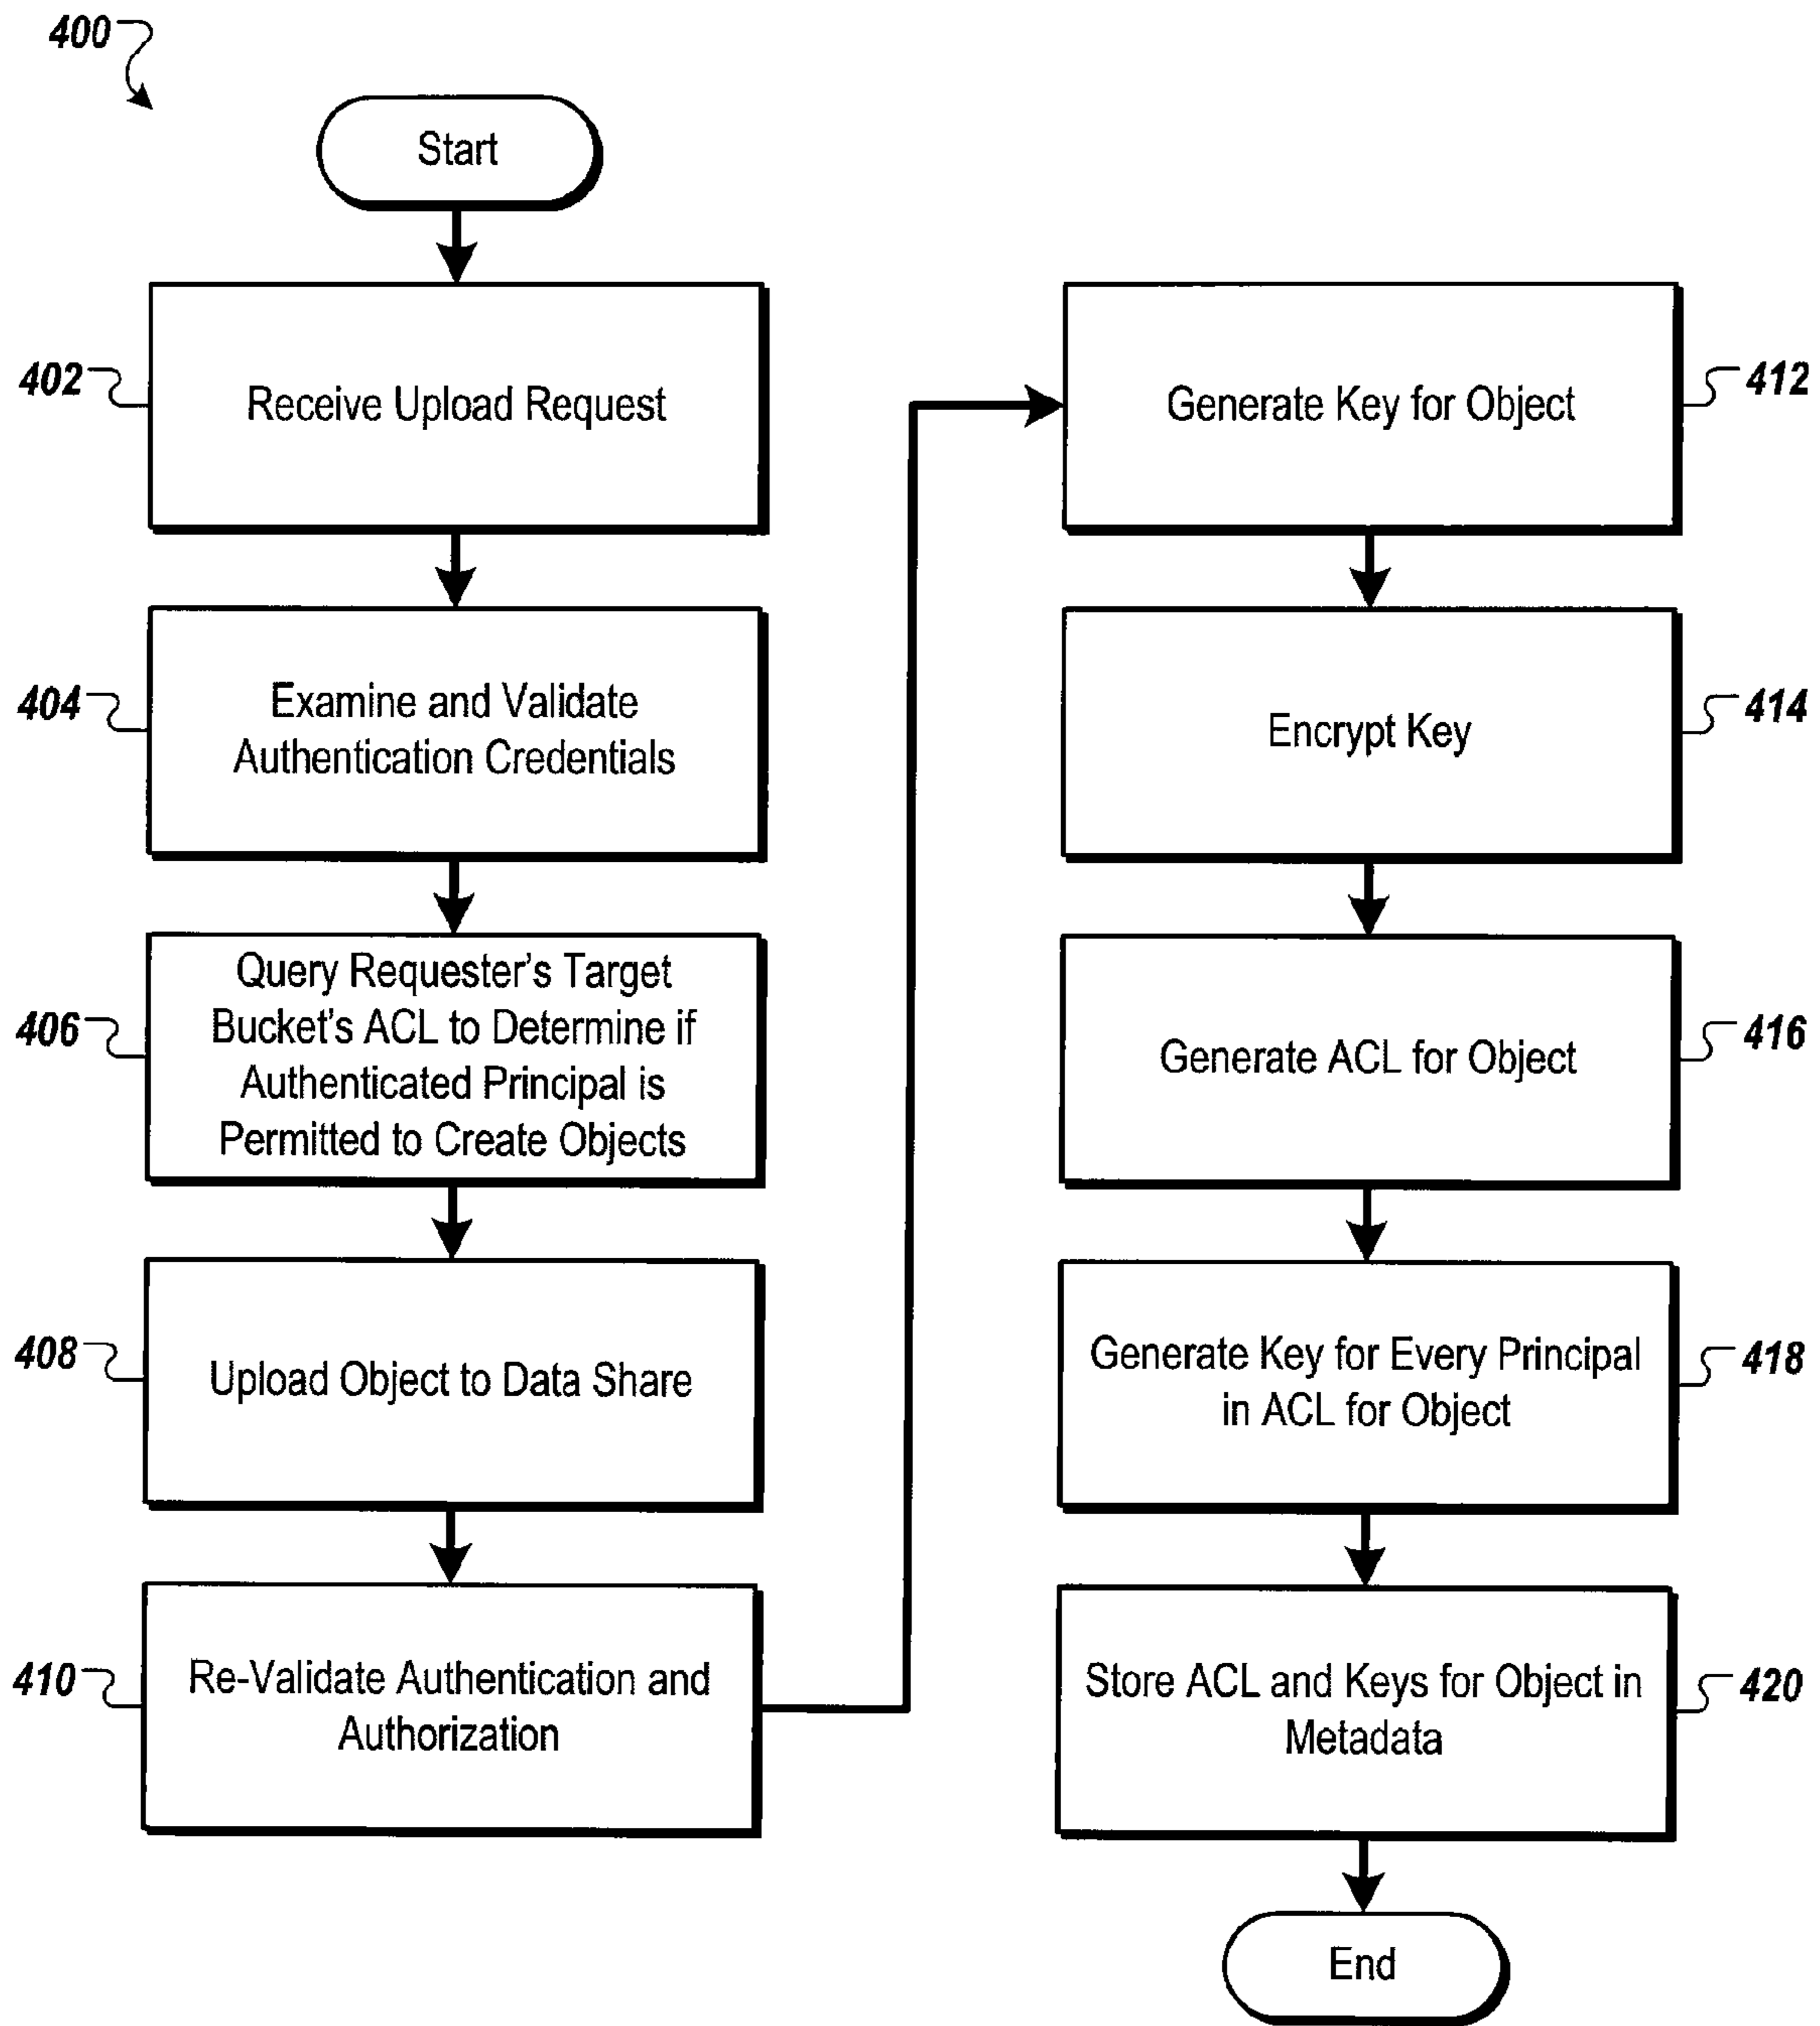 400
Start
402
Receive Upload Request
404
Examine and Validate
Authentication Credentials
406
Query Requester's Target
Bucket's ACL to Determine if
Authenticated Principal is
Permitted to Create Objects
408
Upload Object to Data Share
410
Re-Validate Authentication and
Authorization
412
Generate Key for Object
414
Encrypt Key
416
Generate ACL for Object
418
Generate Key for Every Principal
in ACL for Object
420
Store ACL and Keys for Object in
Metadata
End